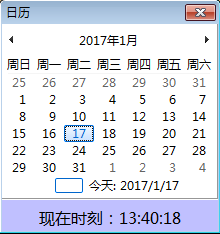 日历
2017年1月
周日 周一 周二 周三 周四 周五 周六
25 26 27 28 29 30 31
1 2 3 4 5 6 7
8 9 10 11 12 13 14
15 16 17 18 19 20 21
22 23 24 25 26 27 28
29 30 31 1 2 3 4
今天: 2017/1/17
现在时刻：13:40:18